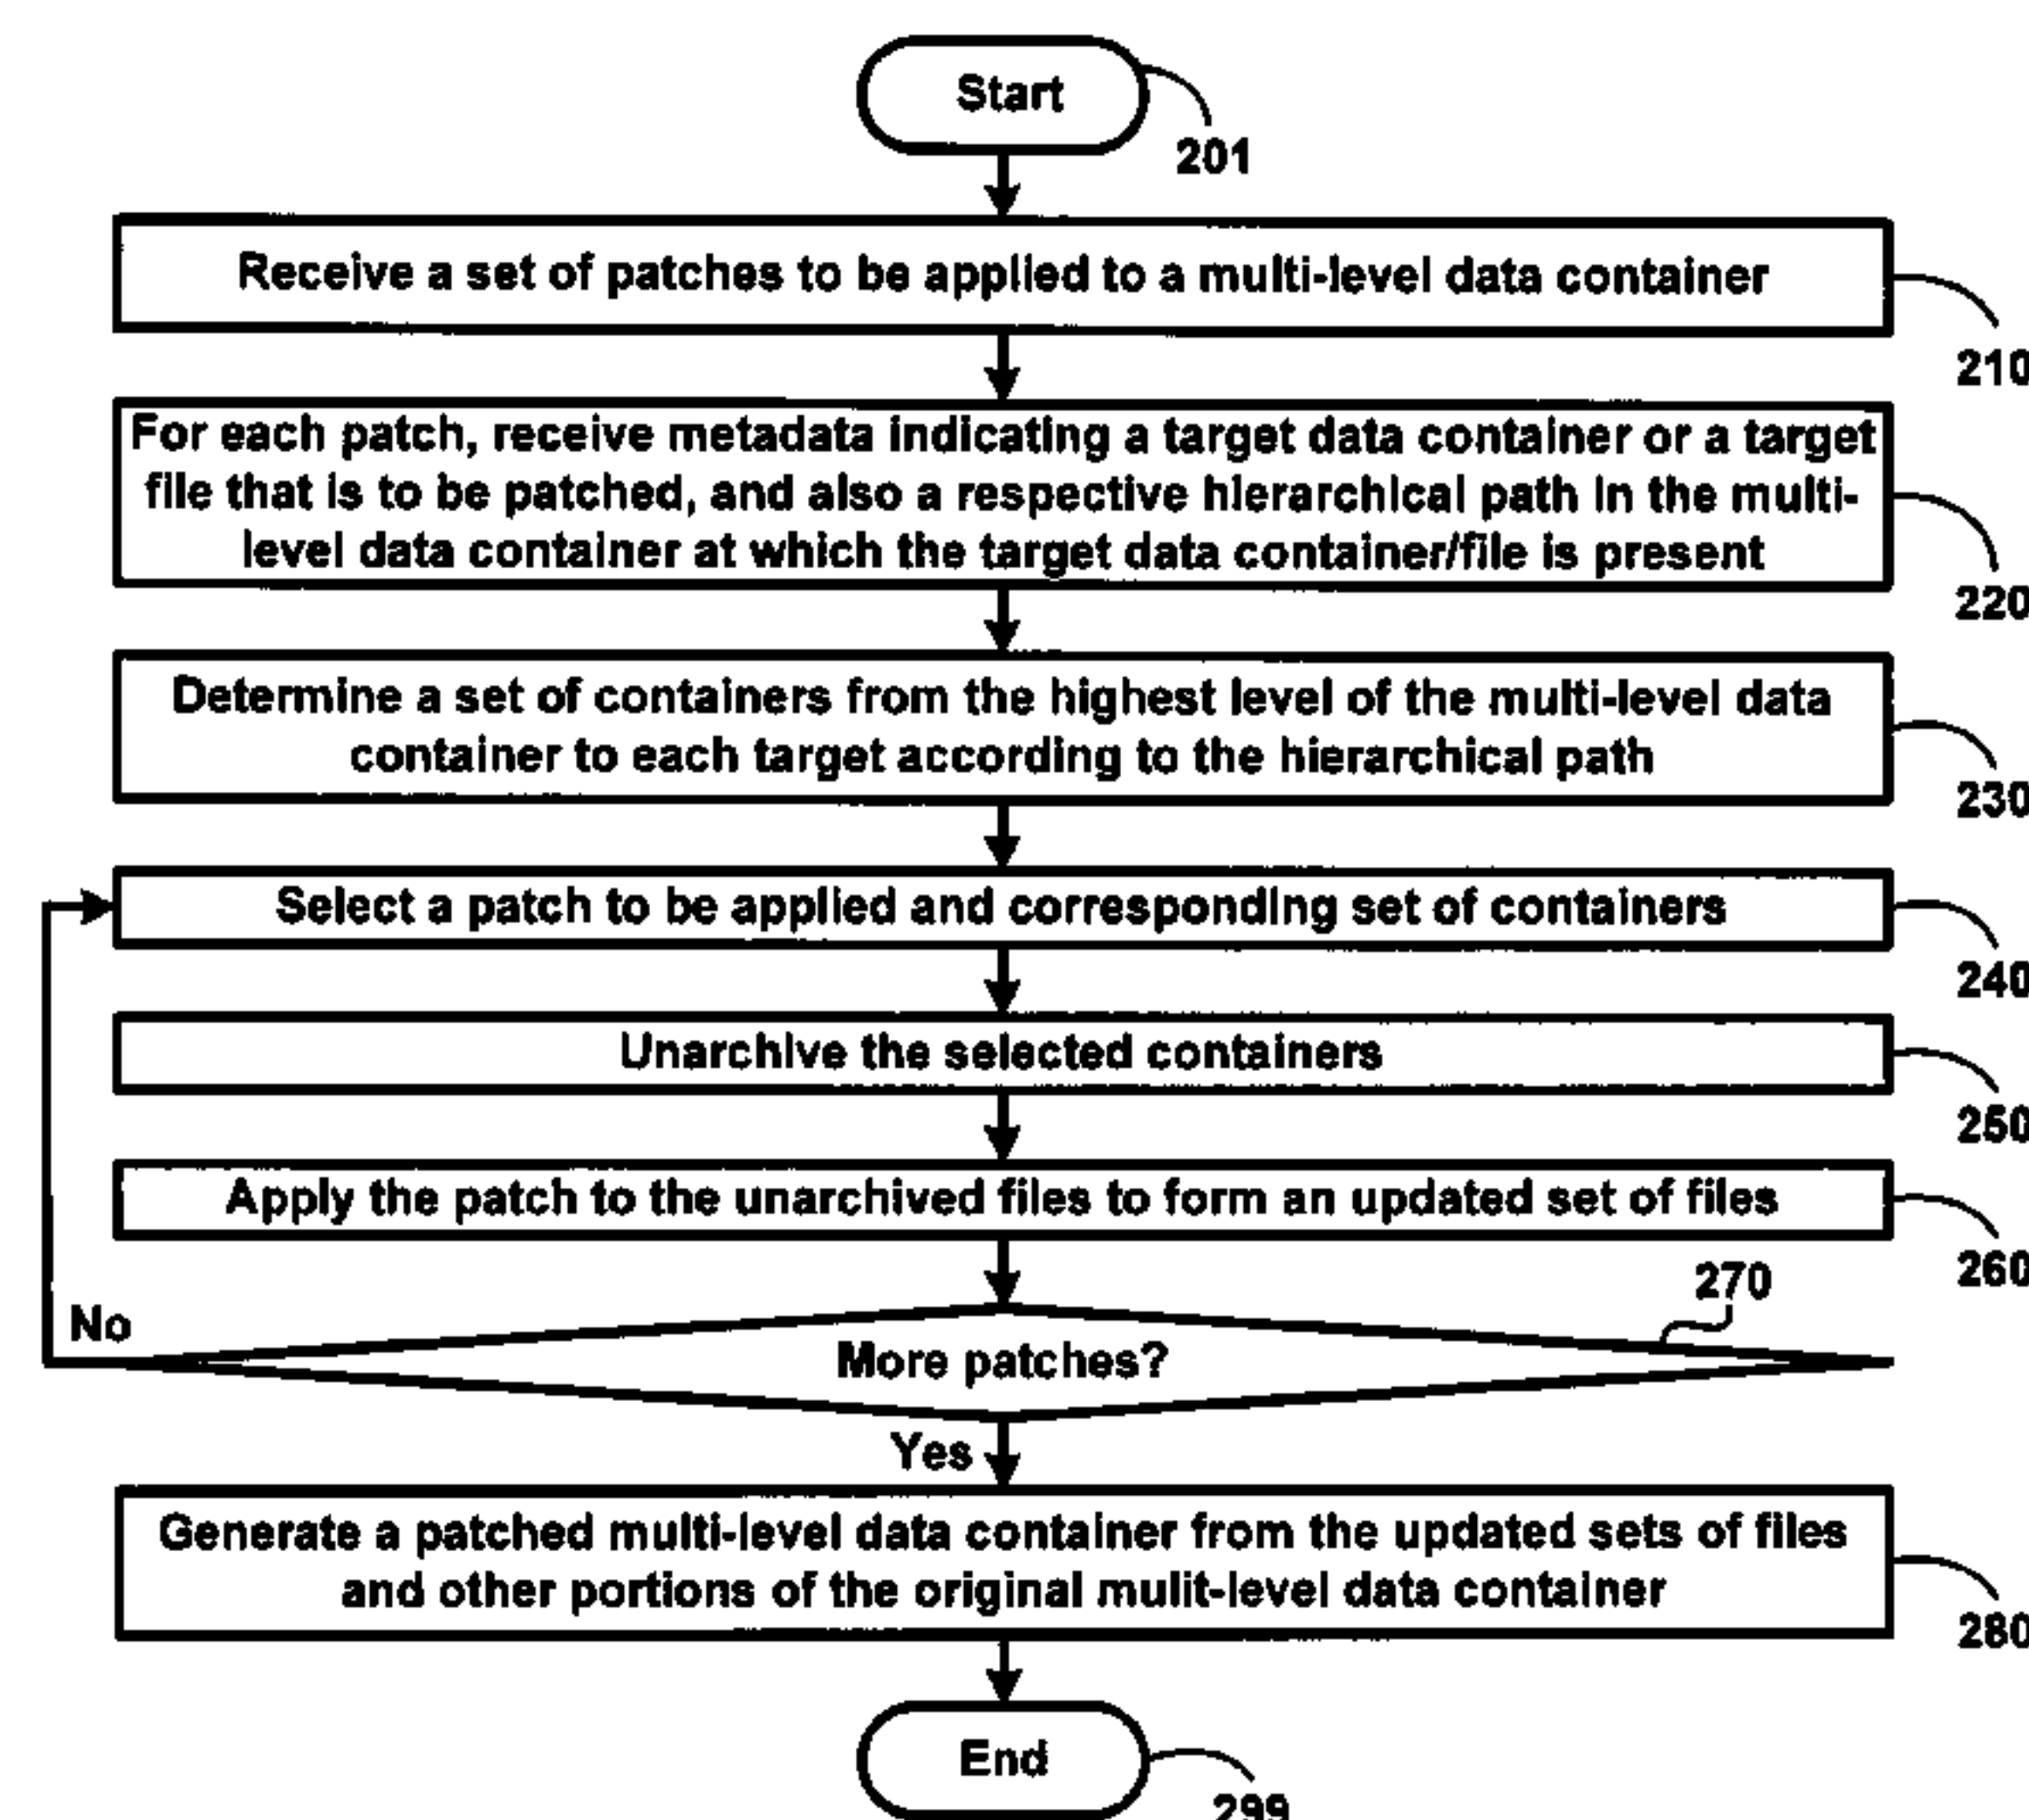 Start
201
Receive a set of patches to be applied to a multi-level data container
210
For each patch, receive metadata indicating a target data container or a target
file that is to be patched, and also a respective hierarchical path in the multi-
level data container at which the target data container/file is present
220
Determine a set of containers from the highest level of the multi-level data
container to each target according to the hierarchical path
230
Select a patch to be applied and corresponding set of containers
240
Unarchive the selected containers
250
Apply the patch to the unarchived files to form an updated set of files
260
270
No
More patches?
Yes
Generate a patched multi-level data container from the updated sets of files
and other portions of the original mulit-level data container
280
End
299